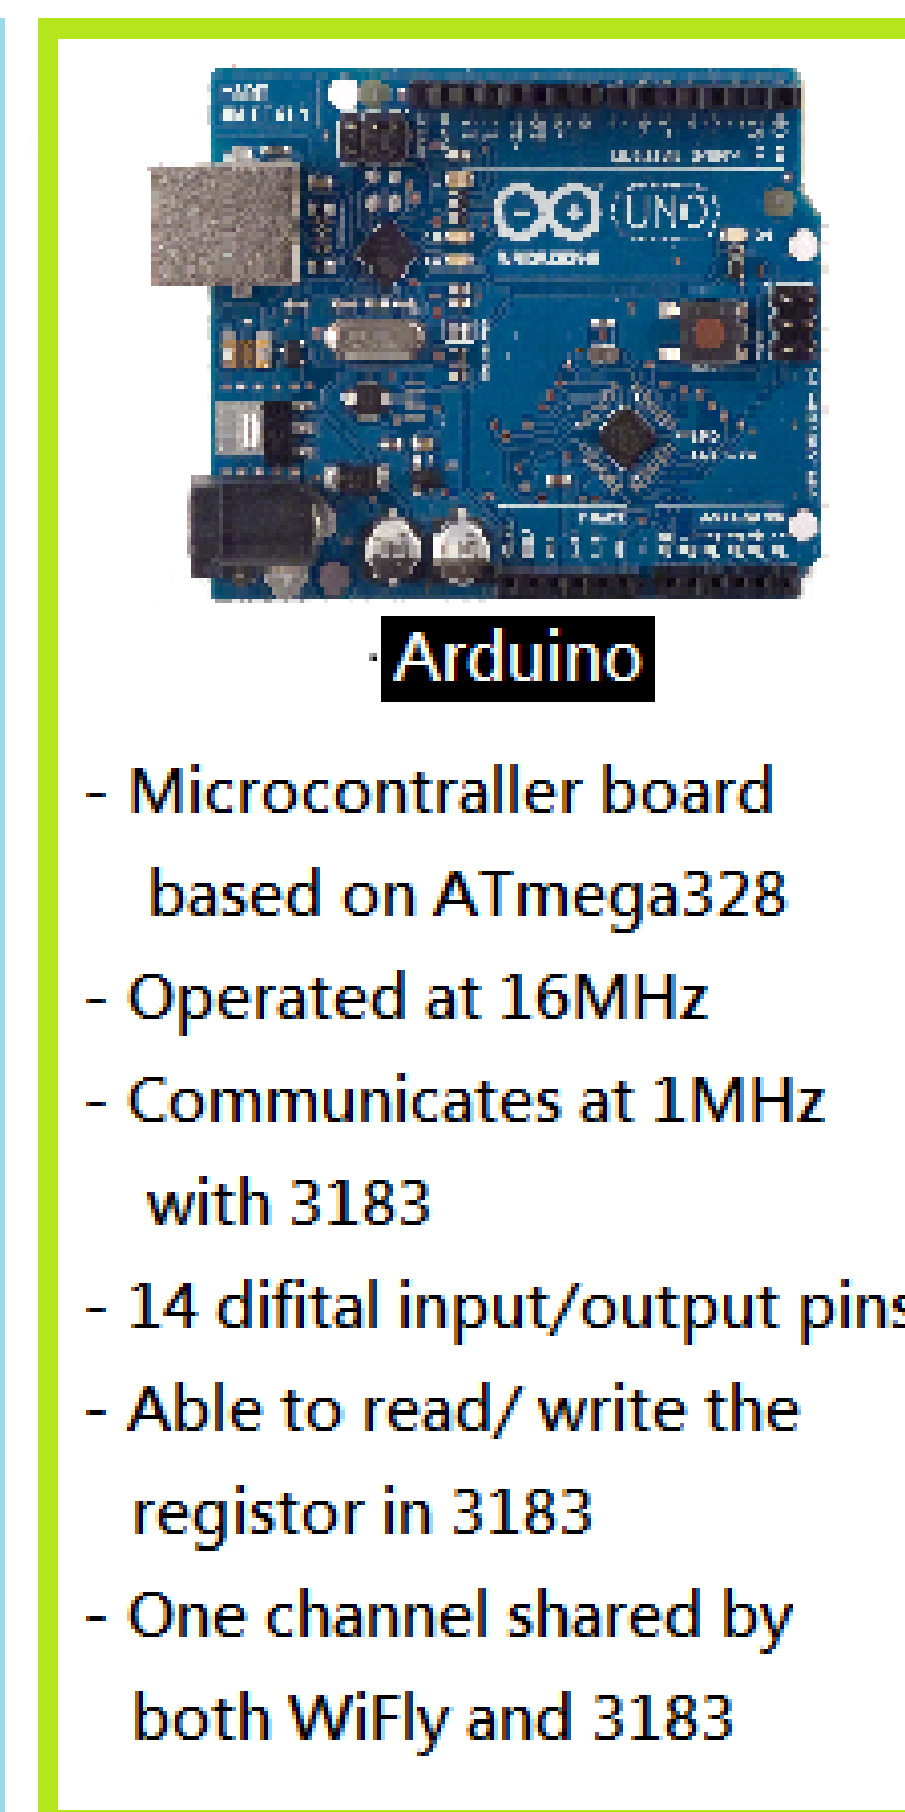 UNO
Arduino
- Microcontraller board
based on ATmega328
- Operated at 16MHz
- Communicates at 1MHz
with 3183
- 14 difital input/output pins
- Able to read/ write the
registor in 3183
- One channel shared by
both WiFly and 3183